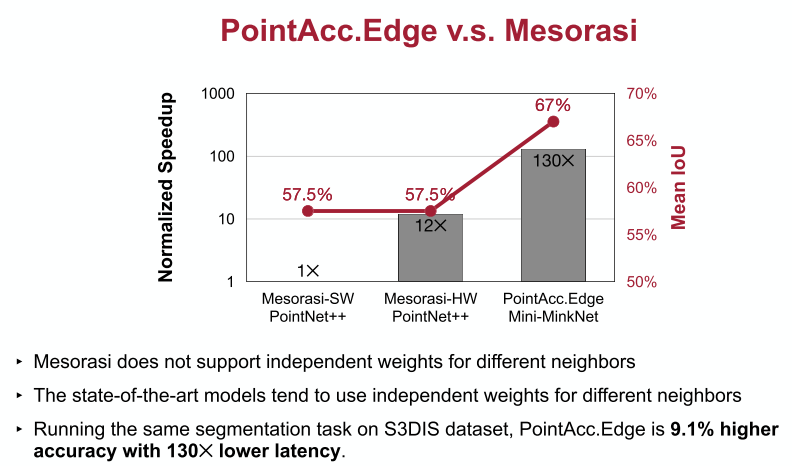 PointAcc.Edge v.s. Mesorasi
Normalized Speedup
1000
100
10
1
57.5%
57.5%
67%
1×
12×
130×
70%
65%
60%
55%
50%
Mean IoU
Mesorasi-SW
PointNet++
Mesorasi-HW
PointNet++
PointAcc.Edge
Mini-MinkNet
‣ Mesorasi does not support independent weights for different neighbors
‣ The state-of-the-art models tend to use independent weights for different neighbors
‣ Running the same segmentation task on S3DIS dataset, PointAcc.Edge is 9.1% higher
accuracy with 130× lower latency.